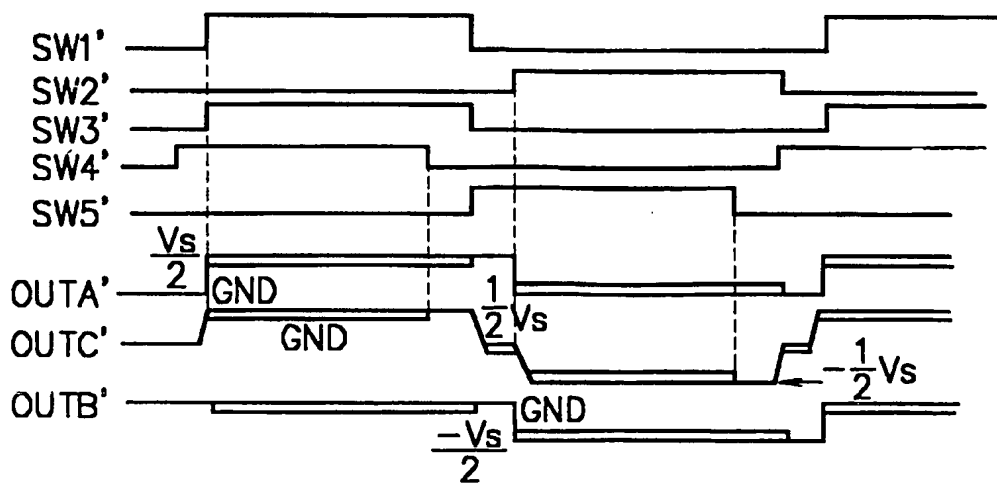 SW1'
SW2'
SW3'
SW4'
SW5'
Vs
2
OUTA'
GND
1
2
Vs
OUTC'
GND
-1
2
Vs
OUTB'
GND
-Vs
2